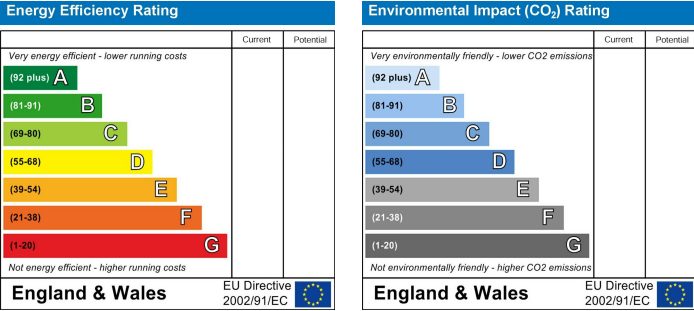 Energy Efficiency Rating
Current Potential
Very energy efficient - lower running costs
(92 plus) A
(81-91) B
(69-80) C
(55-68) D
(39-54) E
(21-38) F
(1-20) G
Not energy efficient - higher running costs
England & Wales
EU Directive
2002/91/EC
Environmental Impact (CO₂) Rating
Current Potential
Very environmentally friendly - lower CO2 emissions
(92 plus) A
(81-91) B
(69-80) C
(55-68) D
(39-54) E
(21-38) F
(1-20) G
Not environmentally friendly - higher CO2 emissions
England & Wales
EU Directive
2002/91/EC